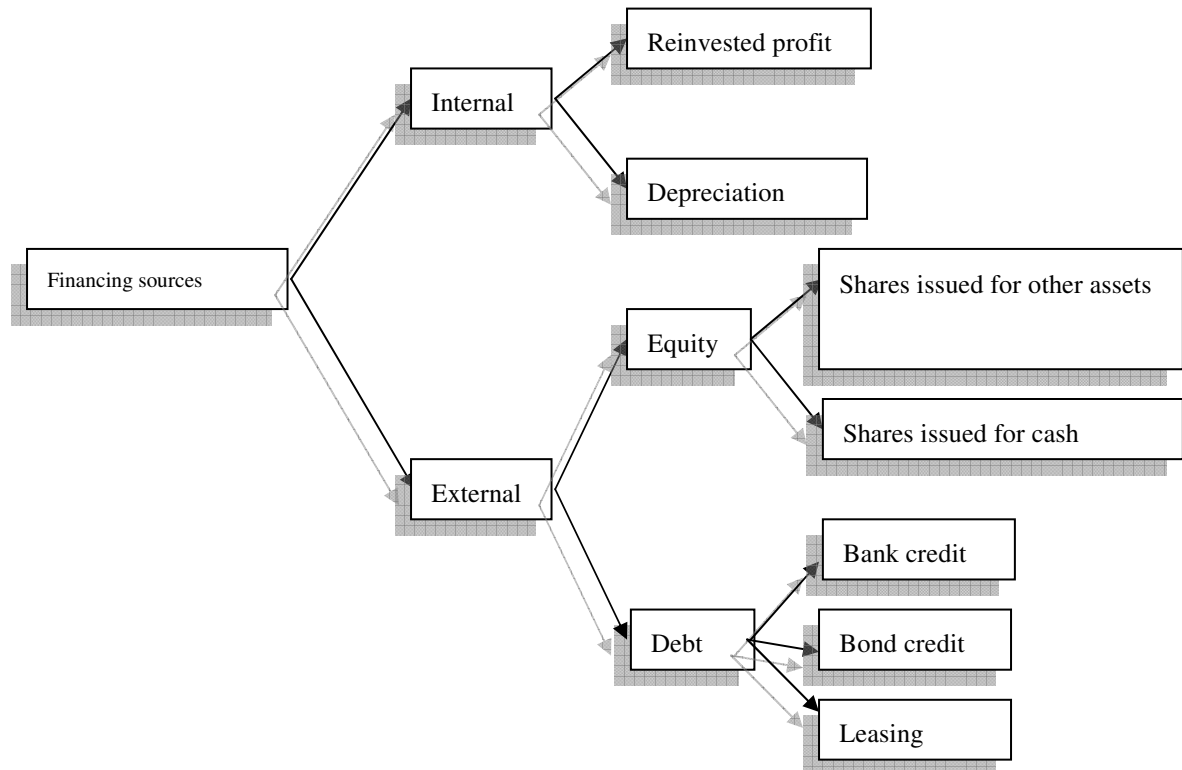 Reinvested profit
Internal
Depreciation
Financing sources
Shares issued for other assets
Equity
Shares issued for cash
External
Bank credit
Debt
Bond credit
Leasing